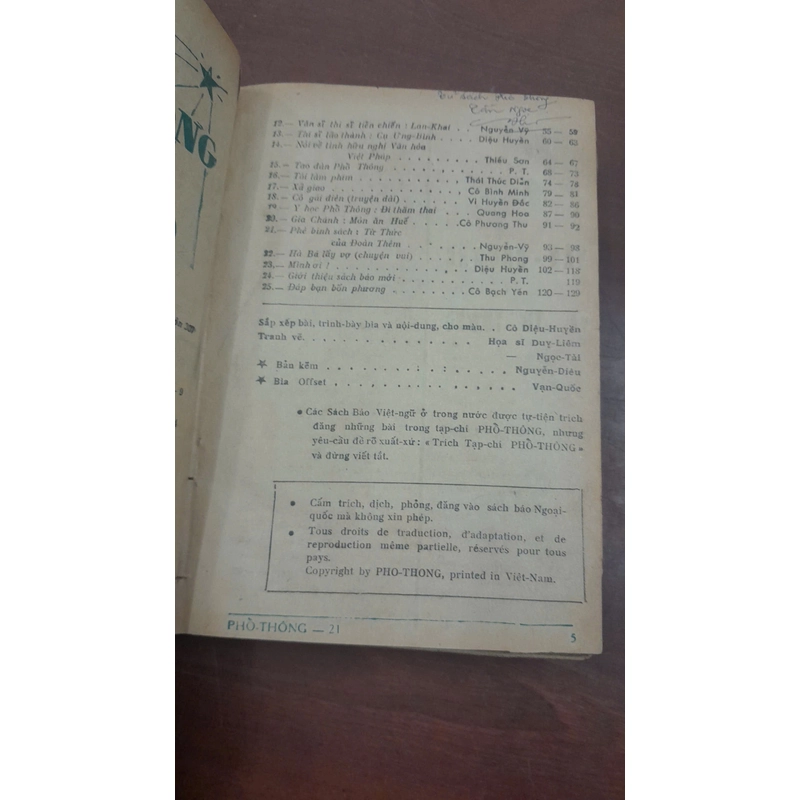 NG
Tủ sách
12.— Văn sĩ thi sĩ tiền chiến : Lan-Khai . . . Nguyễn-Vỹ 55 — 59
13.— Thi sĩ lão thành : Cụ Ưng-Bình . . . . Diệu Huyền 60 — 63
14.— Nói về tình hữu nghị Văn hóa
Việt Pháp . . . . . . . . . Thiếu Sơn 64 — 67
15.— Tao đàn Phổ Thông . . . . . . . . P. T. 68 — 73
16.— Tôi làm phim . . . . . . . . . Thái Thúc Diễn 74 — 78
17.— Xã giao . . . . . . . . . . Cô Bình Minh 79 — 81
18.— Cô gái điên (truyện dài) . . . . . . Vi Huyền Đắc 82 — 86
19.— Y học Phổ Thông : Đi thăm thai . . . . Quang Hoa 87 — 90
20.— Gia Chánh : Món ăn Huế . . . . Cô Phương Thu 91 — 92
21.— Phê bình sách : Từ Thức
của Đoàn Thêm . . . . . . . Nguyễn-Vỹ 93 — 98
22.— Hà Bá lấy vợ (chuyện vui) . . . . . Thu Phong 99 — 101
23.— Mình ơi ! . . . . . . . . . . Diệu Huyền 102 — 118
24.— Giới thiệu sách báo mới . . . . . . . P. T. 119
25.— Đáp bạn bốn phương . . . . . . . . Cô Bạch Yến 120 — 129
Sắp xếp bài, trình-bày bìa và nội-dung, cho màu. . Cô Diệu-Huyền
Tranh vẽ. . . . . . . . . . . . . . . Họa sĩ Duy-Liêm
— Ngọc-Tài
★ Bản kẽm . . . . . . . . . . . . . . Nguyễn-Diêu
★ Bìa Offset . . . . . . . . . . . . . Vạn-Quốc
● Các Sách Báo Việt-ngữ ở trong nước được tự-tiện trích
đăng những bài trong tạp-chí PHỔ-THÔNG, nhưng
yêu-cầu đề rõ xuất-xứ : « Trích Tạp-chí PHỔ-THÔNG »
và đừng viết tắt.
● Cấm trích, dịch, phỏng, đăng vào sách báo Ngoại-
quốc mà không xin phép.
● Tous droits de traduction, d'adaptation, et de
reproduction même partielle, réservés pour tous
pays.
Copyright by PHO-THONG, printed in Việt-Nam.
PHỔ-THÔNG — 21 5